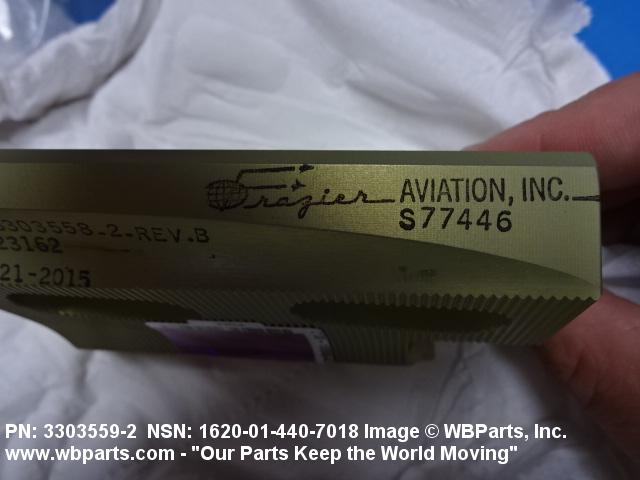 Frazier AVIATION, INC.
S77446
3303558-2-REV.B
23162
21-2015
PN: 3303559-2 NSN: 1620-01-440-7018 Image © WBParts, Inc.
www.wbparts.com - "Our Parts Keep the World Moving"